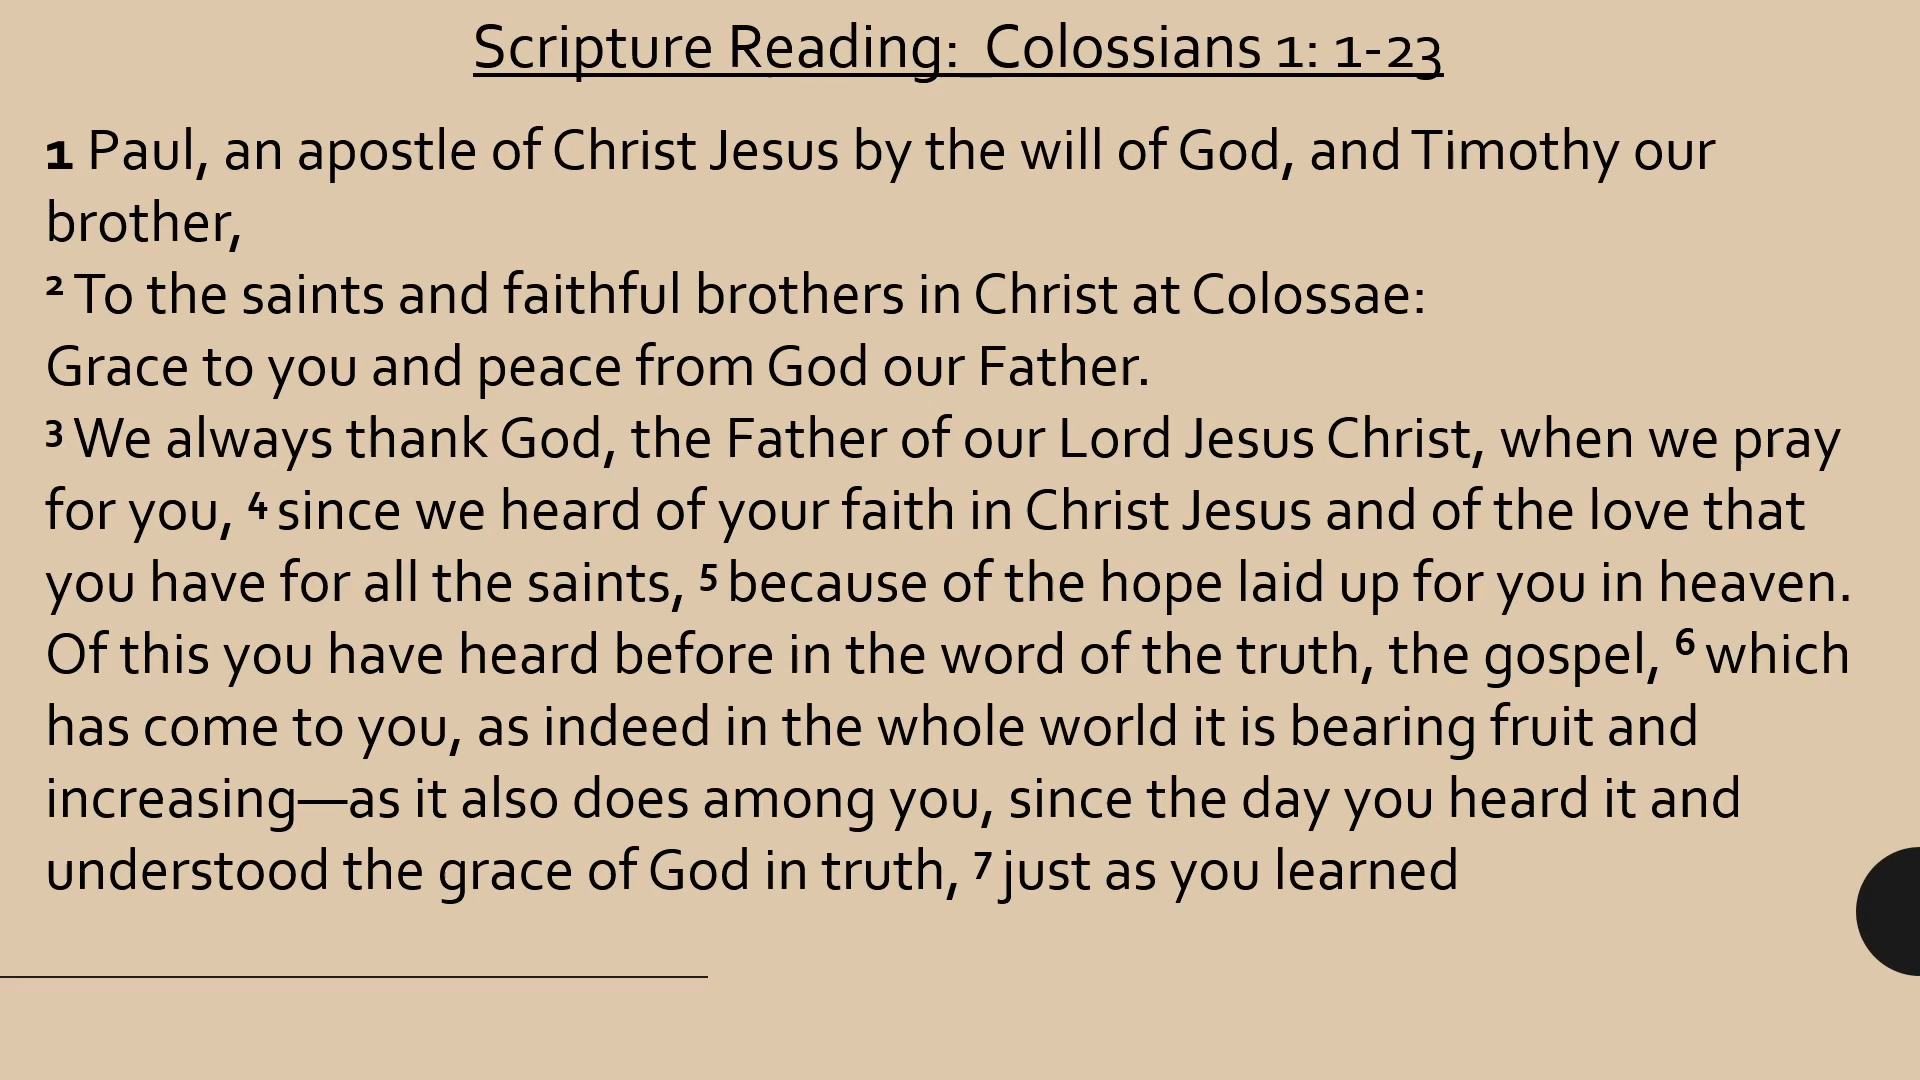 Scripture Reading:  Colossians 1: 1-23
1 Paul, an apostle of Christ Jesus by the will of God, and Timothy our
brother,
2 To the saints and faithful brothers in Christ at Colossae:
Grace to you and peace from God our Father.
3 We always thank God, the Father of our Lord Jesus Christ, when we pray
for you, 4 since we heard of your faith in Christ Jesus and of the love that
you have for all the saints, 5 because of the hope laid up for you in heaven.
Of this you have heard before in the word of the truth, the gospel, 6 which
has come to you, as indeed in the whole world it is bearing fruit and
increasing—as it also does among you, since the day you heard it and
understood the grace of God in truth, 7 just as you learned